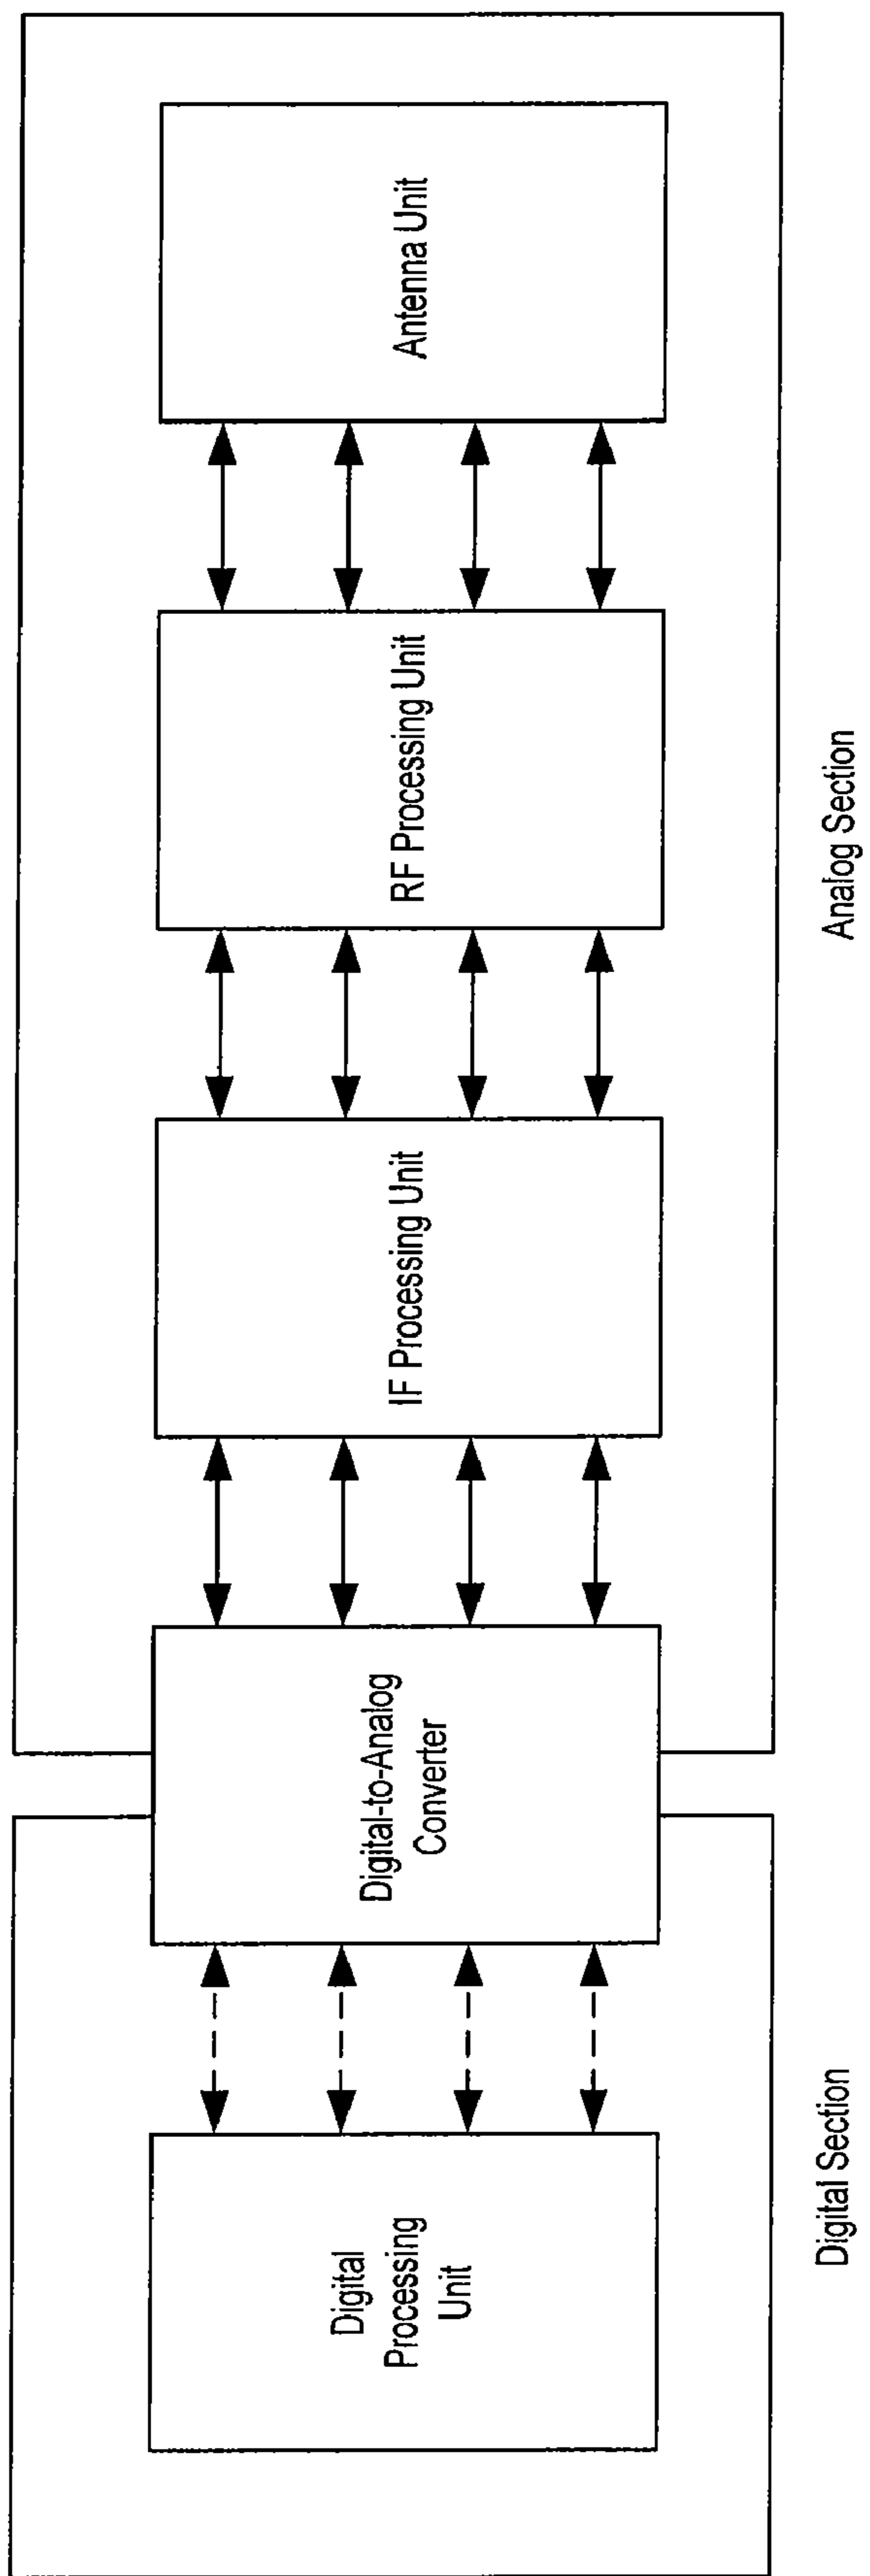 Digital
Processing
Unit
Digital-to-Analog
Converter
IF Processing Unit
RF Processing Unit
Antenna Unit
Digital Section
Analog Section